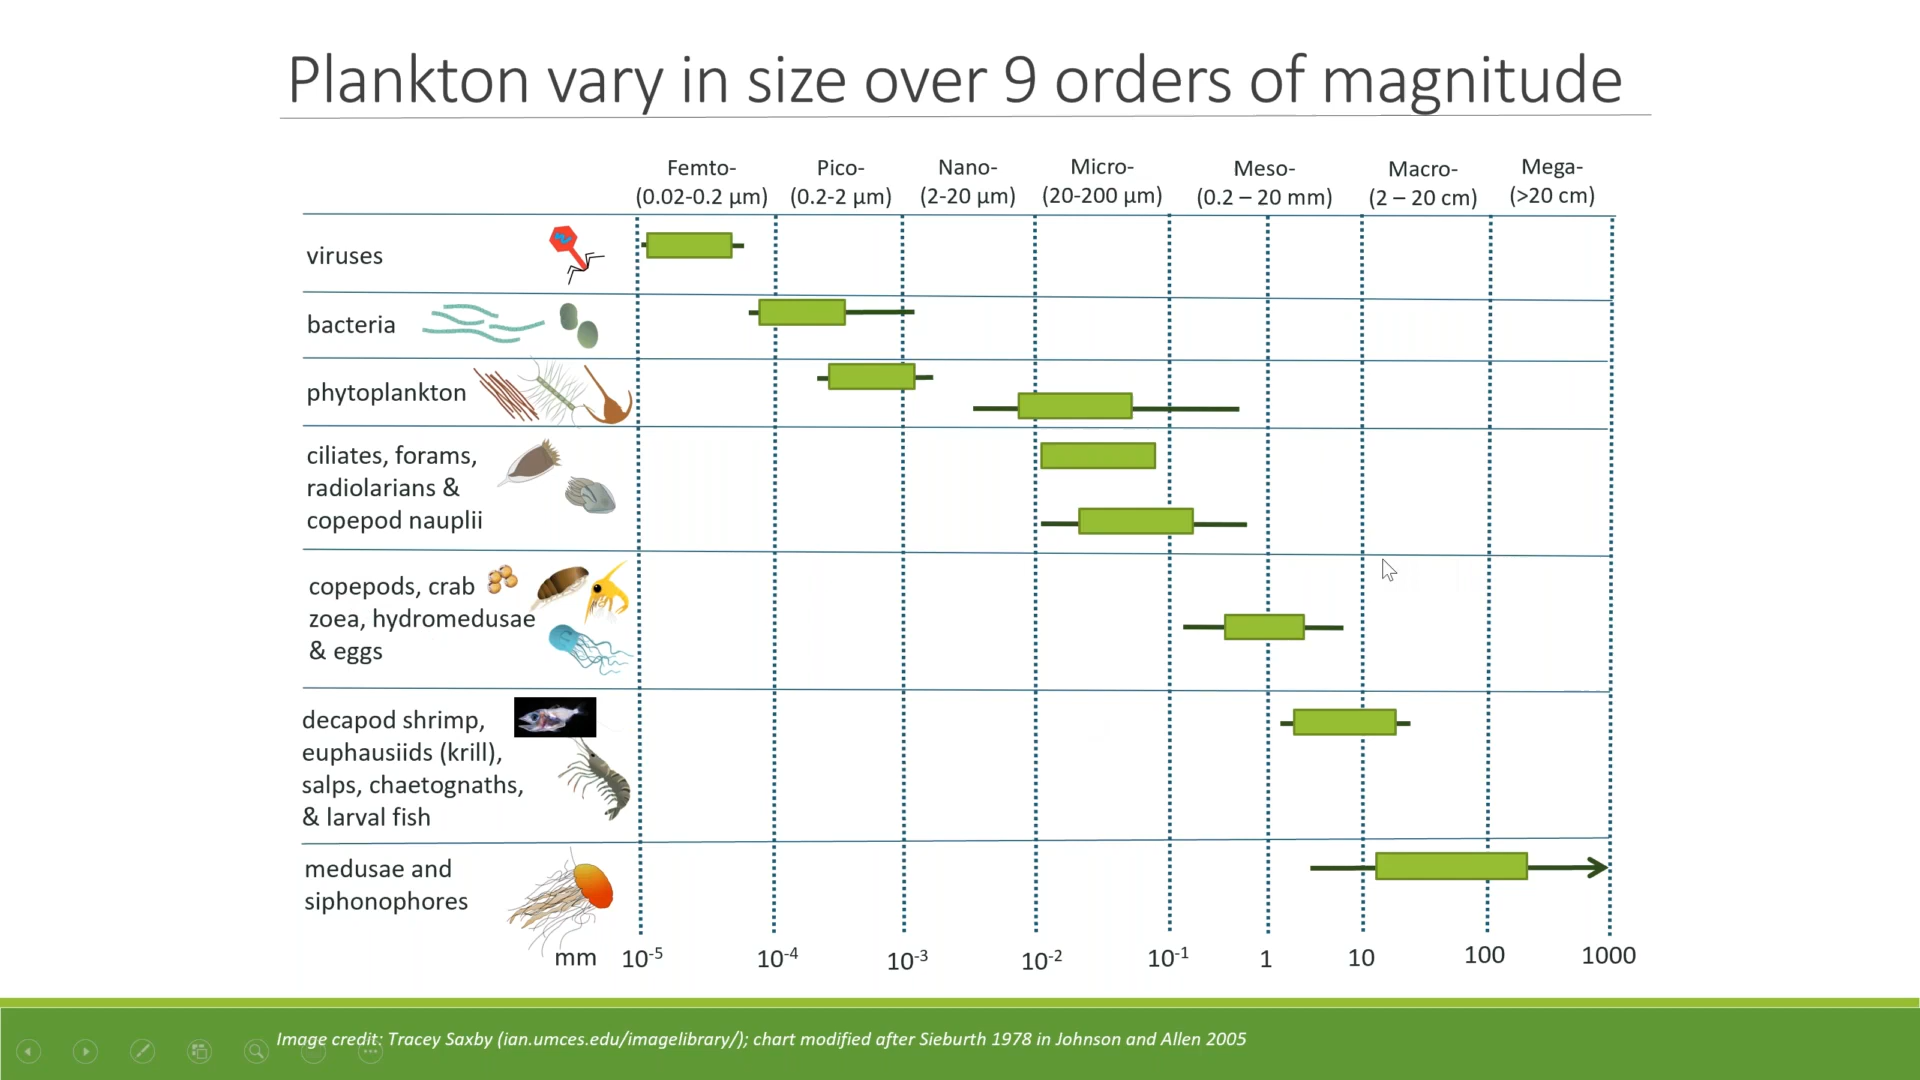 Plankton vary in size over 9 orders of magnitude
Femto- Pico- Nano- Micro- Meso- Macro- Mega-
(0.02-0.2 µm) (0.2-2 µm) (2-20 µm) (20-200 µm) (0.2 – 20 mm) (2 – 20 cm) (>20 cm)
viruses
bacteria
phytoplankton
ciliates, forams,
radiolarians &
copepod nauplii
copepods, crab
zoea, hydromedusae
& eggs
decapod shrimp,
euphausiids (krill),
salps, chaetognaths,
& larval fish
medusae and
siphonophores
mm 10⁻⁵ 10⁻⁴ 10⁻³ 10⁻² 10⁻¹ 1 10 100 1000
Image credit: Tracey Saxby (ian.umces.edu/imagelibrary/); chart modified after Sieburth 1978 in Johnson and Allen 2005